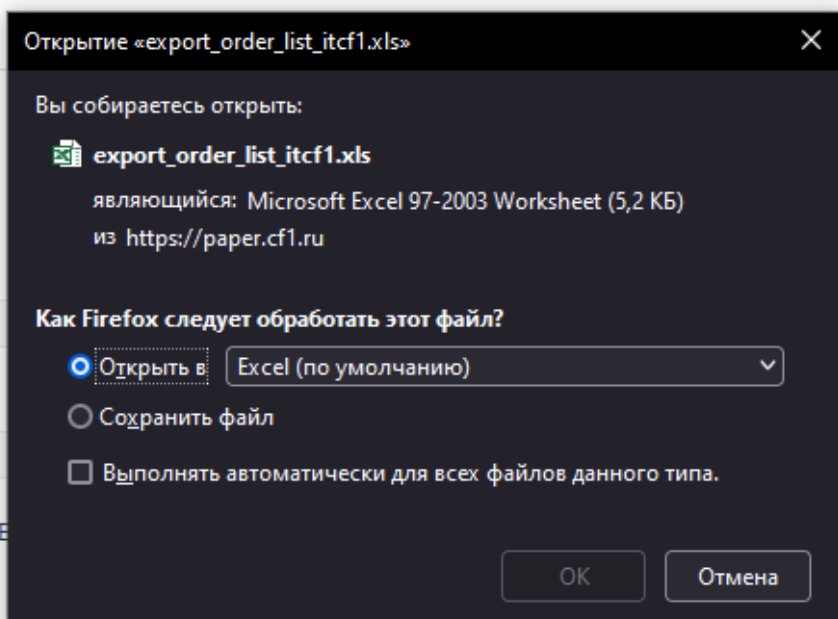 Открытие «export_order_list_itcf1.xls»
Вы собираетесь открыть:
export_order_list_itcf1.xls
являющийся: Microsoft Excel 97-2003 Worksheet (5,2 КБ)
из https://paper.cf1.ru
Как Firefox следует обработать этот файл?
Открыть в Excel (по умолчанию)
Сохранить файл
Выполнять автоматически для всех файлов данного типа.
ОК Отмена